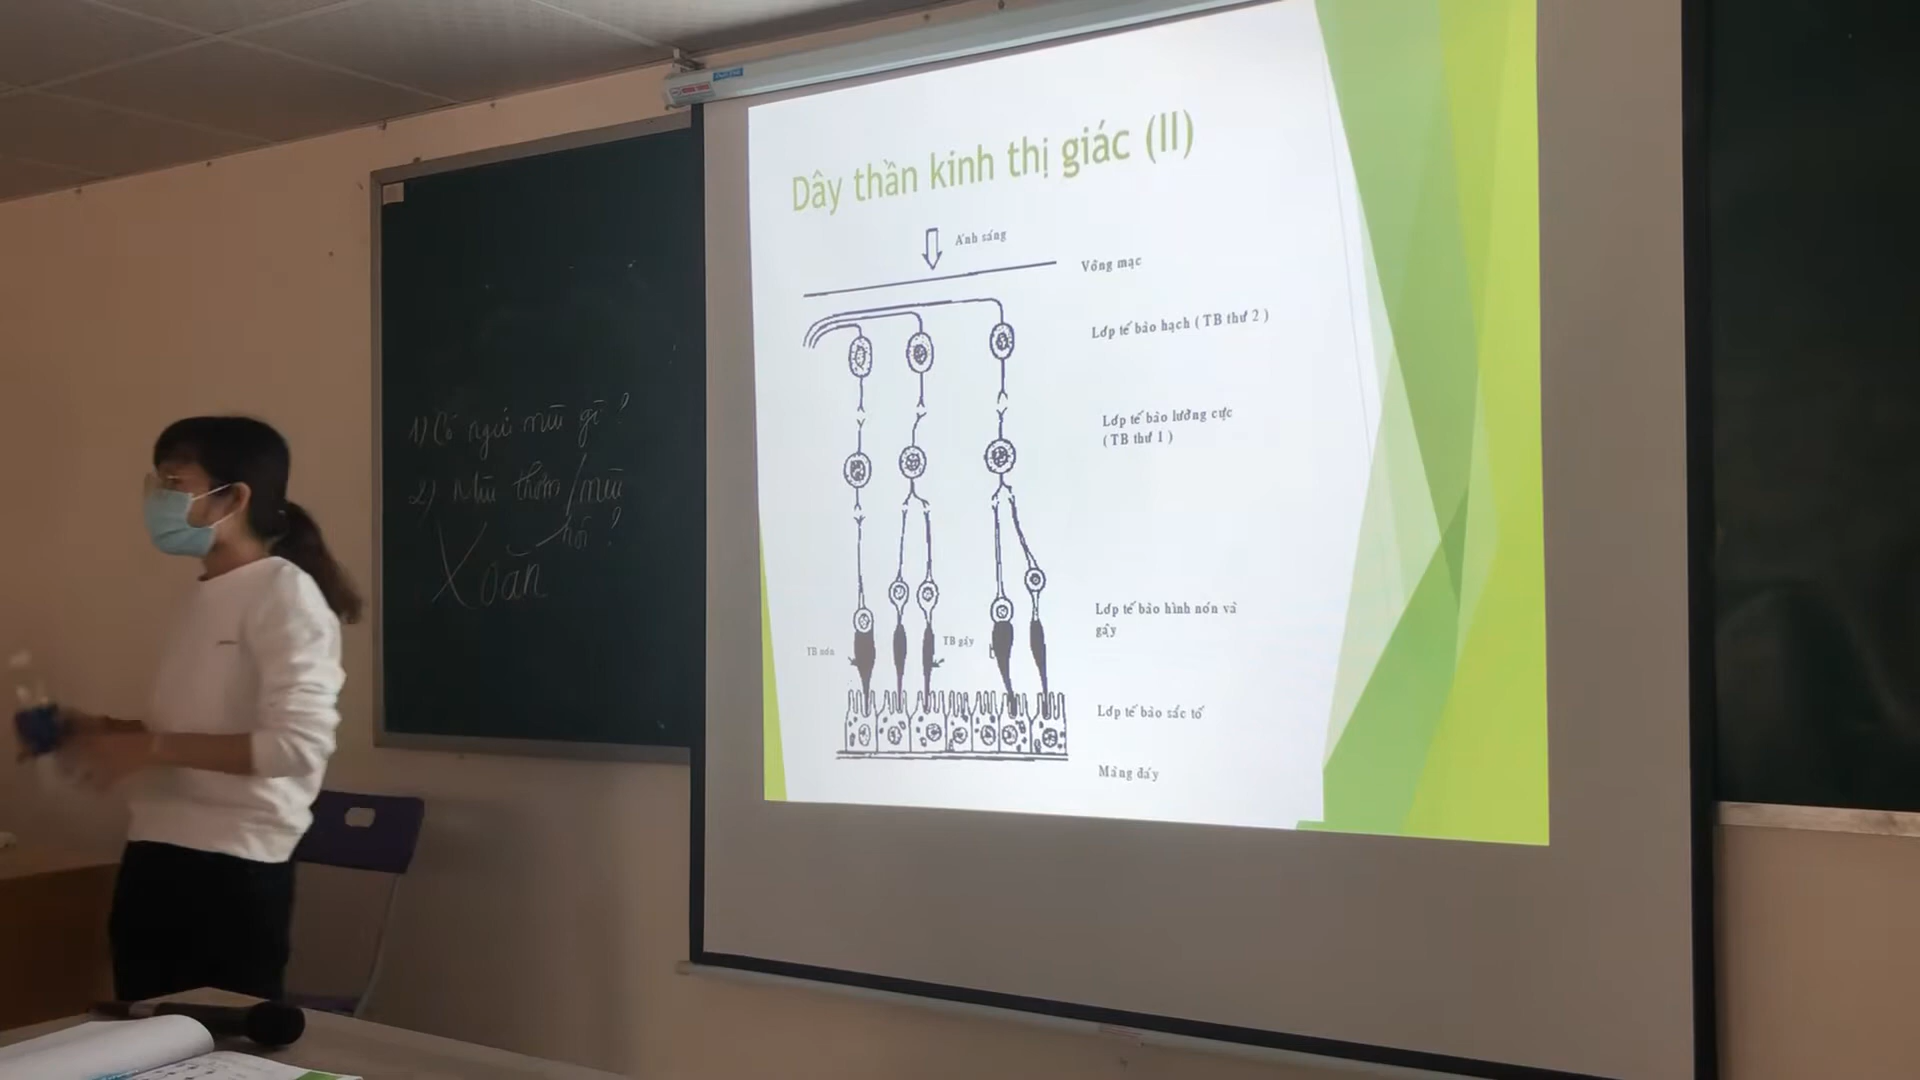 1) Có ngửi mùi gì ?
2) Mùi thơm / mùi
hôi ?
Xoăn
Dây thần kinh thị giác (II)
Ánh sáng
Võng mạc
Lớp tế bào hạch ( TB thứ 2 )
Lớp tế bào lưỡng cực
( TB thứ 1 )
Lớp tế bào hình nón và
gậy
TB nón
TB gậy
Lớp tế bào sắc tố
Màng đáy